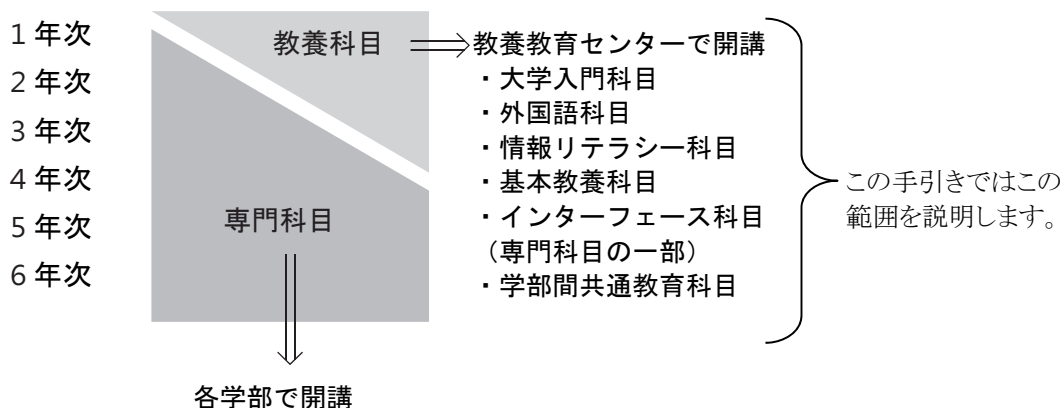 1 年次
2 年次
3 年次
4 年次
5 年次
6 年次
教養科目
専門科目
各学部で開講
教養教育センターで開講
・大学入門科目
・外国語科目
・情報リテラシー科目
・基本教養科目
・インターフェース科目
（専門科目の一部）
・学部間共通教育科目
この手引きではこの
範囲を説明します。